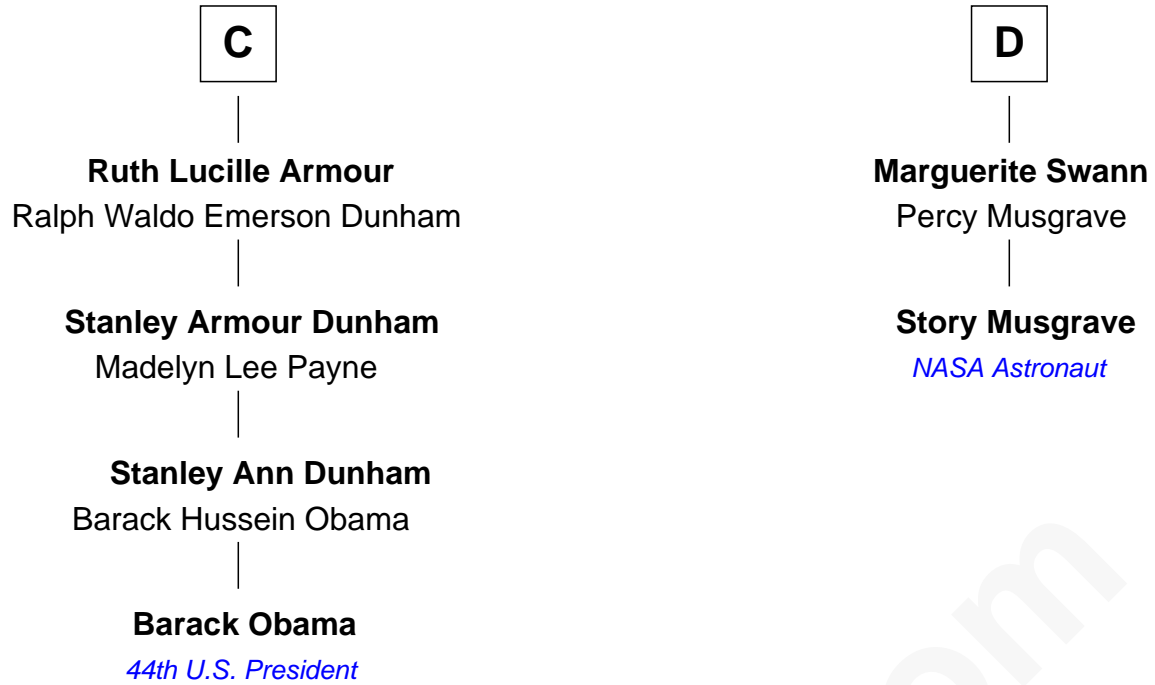 C
Ruth Lucille Armour
Ralph Waldo Emerson Dunham
Stanley Armour Dunham
Madelyn Lee Payne
Stanley Ann Dunham
Barack Hussein Obama
Barack Obama
44th U.S. President
D
Marguerite Swann
Percy Musgrave
Story Musgrave
NASA Astronaut
om